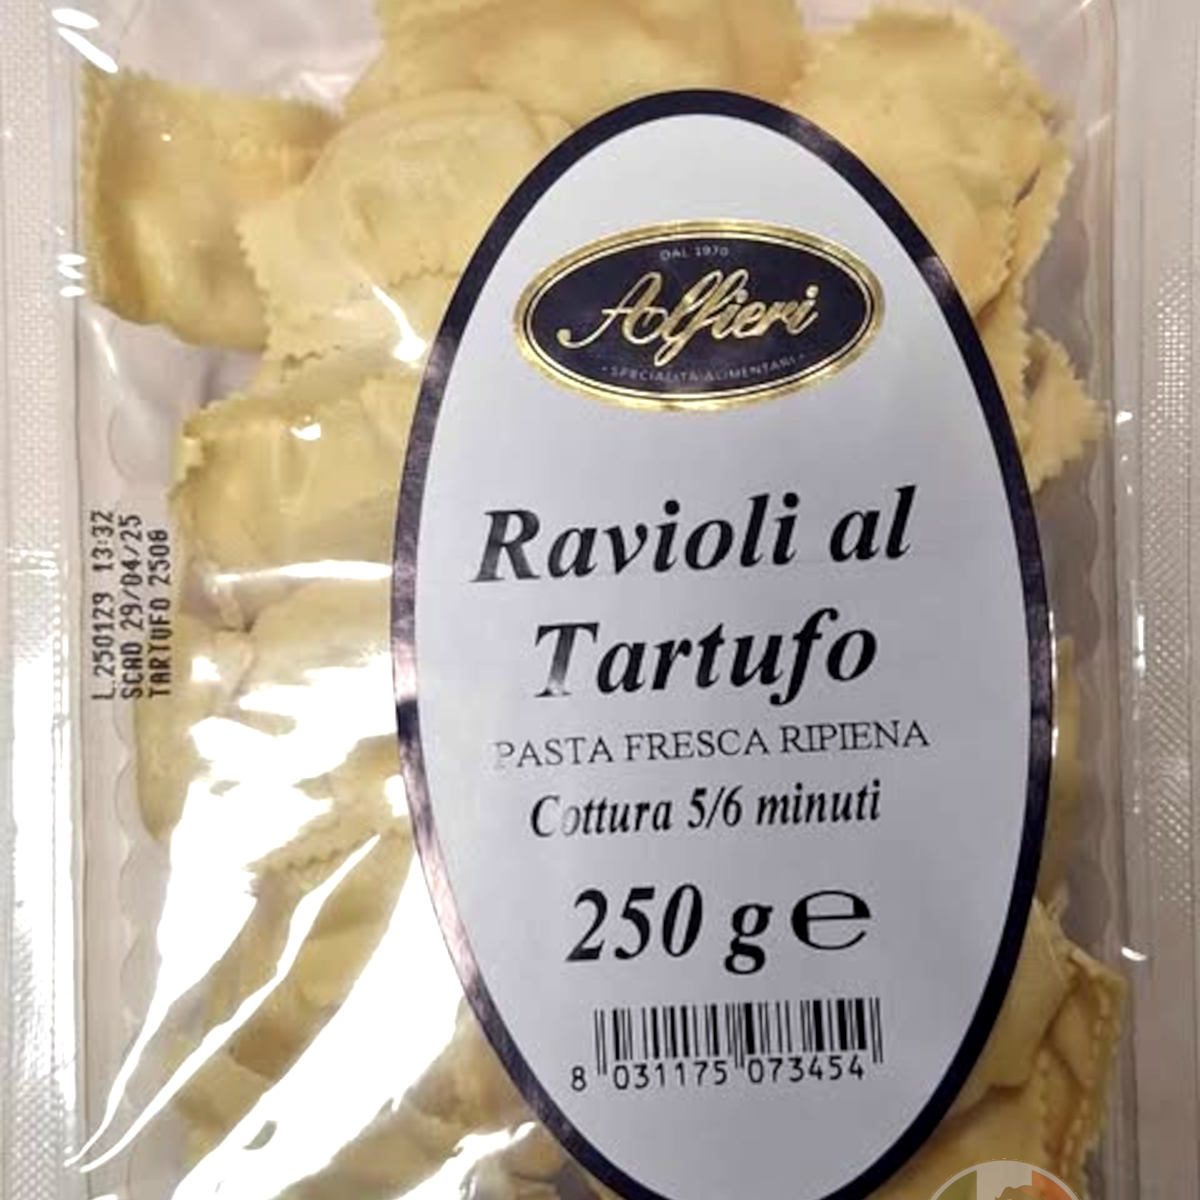 DAL 1970
Alfieri
• SPECIALITÀ ALIMENTARI •
Ravioli al
Tartufo
PASTA FRESCA RIPIENA
Cottura 5/6 minuti
250 g ℮
8 031175 073454
L.250129 13:32
SCAD 29/04/25
TARTUFO 250G